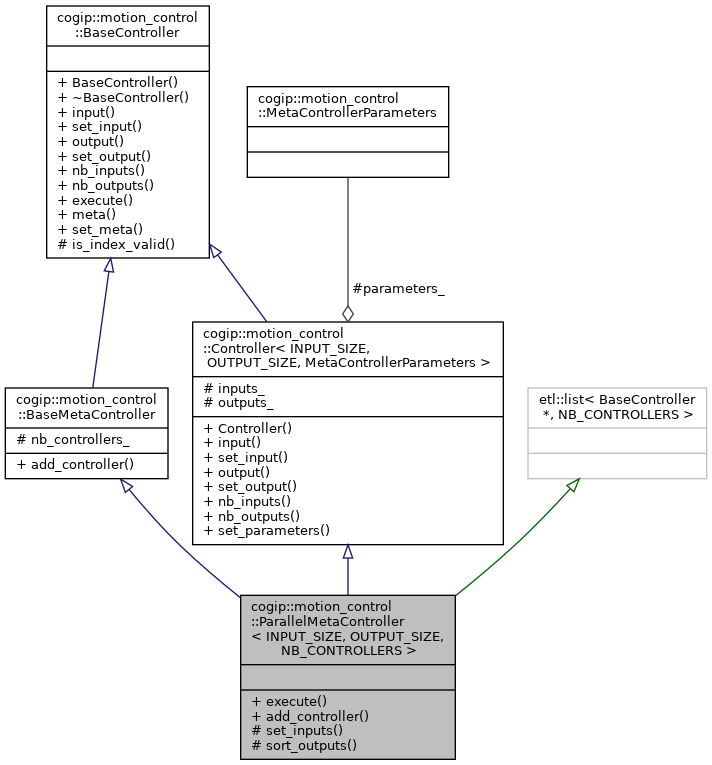 cogip::motion_control
::BaseController
+ BaseController()
+ ~BaseController()
+ input()
+ set_input()
+ output()
+ set_output()
+ nb_inputs()
+ nb_outputs()
+ execute()
+ meta()
+ set_meta()
# is_index_valid()
cogip::motion_control
::MetaControllerParameters
#parameters_
cogip::motion_control
::Controller< INPUT_SIZE,
OUTPUT_SIZE, MetaControllerParameters >
# inputs_
# outputs_
+ Controller()
+ input()
+ set_input()
+ output()
+ set_output()
+ nb_inputs()
+ nb_outputs()
+ set_parameters()
cogip::motion_control
::BaseMetaController
# nb_controllers_
+ add_controller()
etl::list< BaseController
*, NB_CONTROLLERS >
cogip::motion_control
::ParallelMetaController
< INPUT_SIZE, OUTPUT_SIZE,
NB_CONTROLLERS >
+ execute()
+ add_controller()
# set_inputs()
# sort_outputs()